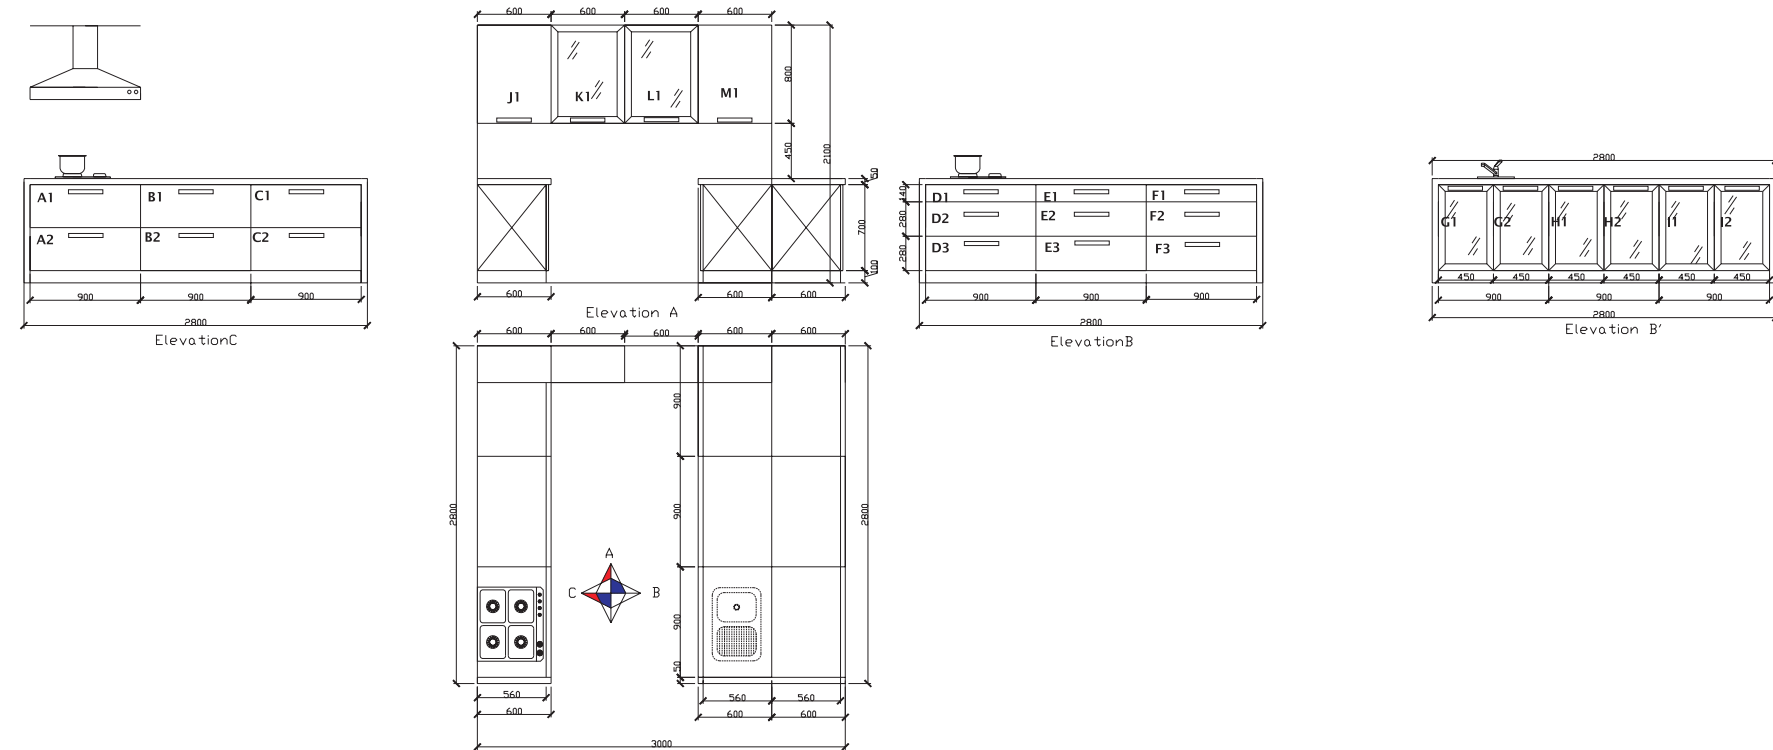 J1
K1
L1
M1
600
600
600
600
800
450
2100
50
700
100
600
600
600
Elevation A
A1
B1
C1
A2
B2
C2
900
900
900
2800
ElevationC
D1
E1
F1
D2
E2
F2
D3
E3
F3
140
280
280
900
900
900
2800
ElevationB
2800
G1
G2
H1
H2
I1
I2
450
450
450
450
450
450
900
900
900
2800
Elevation B'
600
600
600
600
600
2800
900
900
900
50
2800
A
C
B
560
600
560
560
600
600
3000